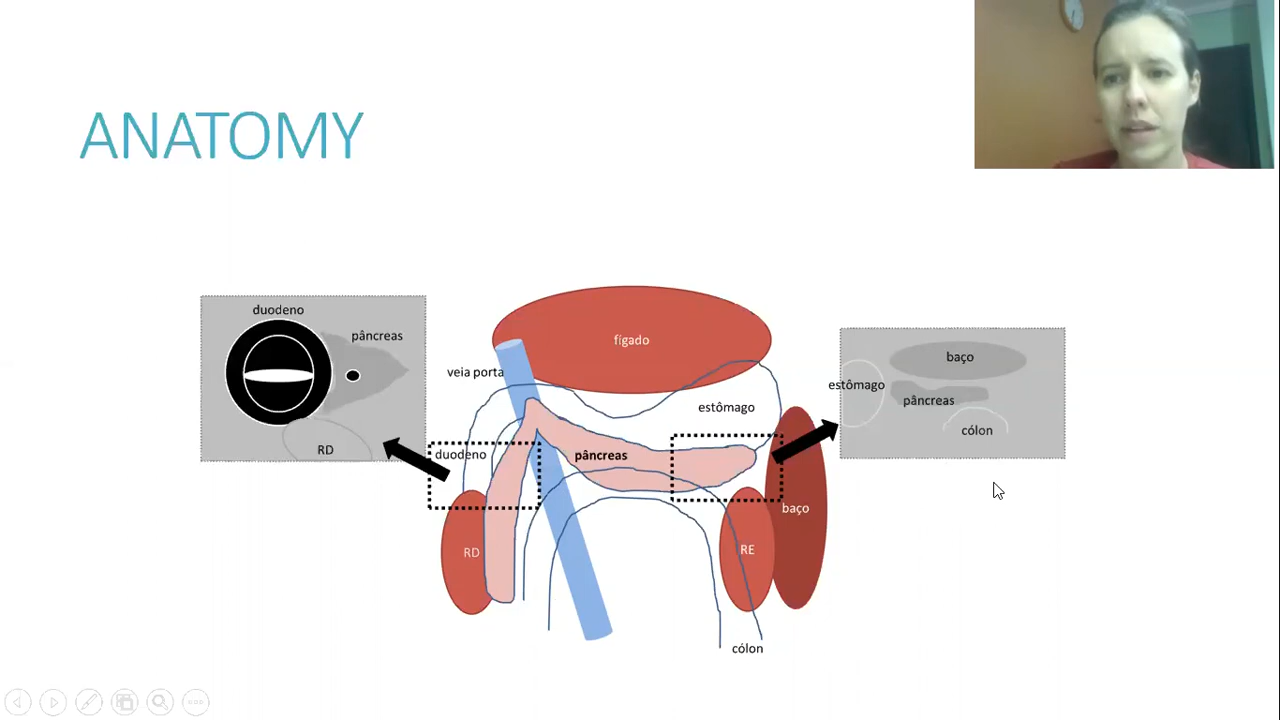 ANATOMY
duodeno
pâncreas
RD
fígado
veia porta
estômago
duodeno
pâncreas
RD
RE
baço
cólon
baço
estômago
pâncreas
cólon